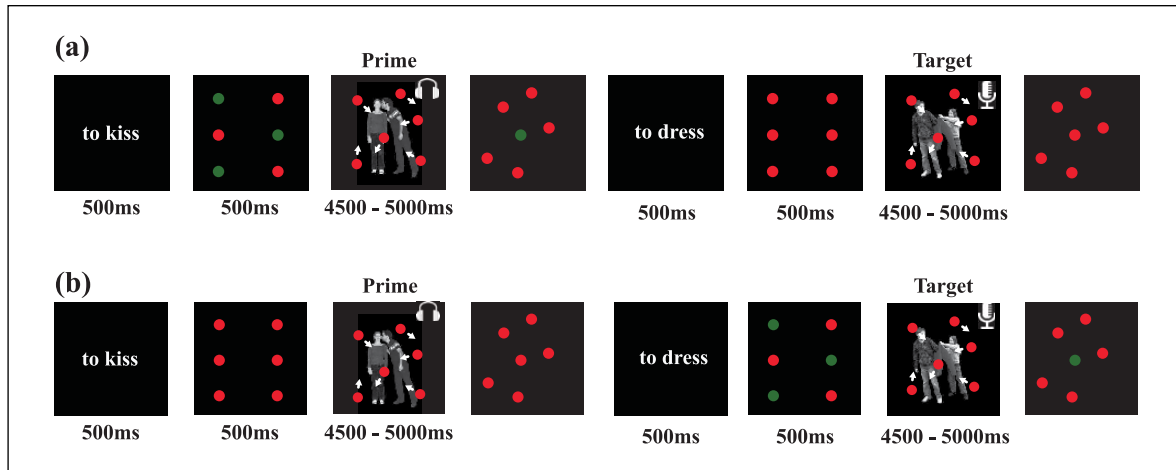 (a)
Prime
Target
to kiss
to dress
500ms
500ms
4500 - 5000ms
500ms
500ms
4500 - 5000ms
(b)
Prime
Target
to kiss
to dress
500ms
500ms
4500 - 5000ms
500ms
500ms
4500 - 5000ms